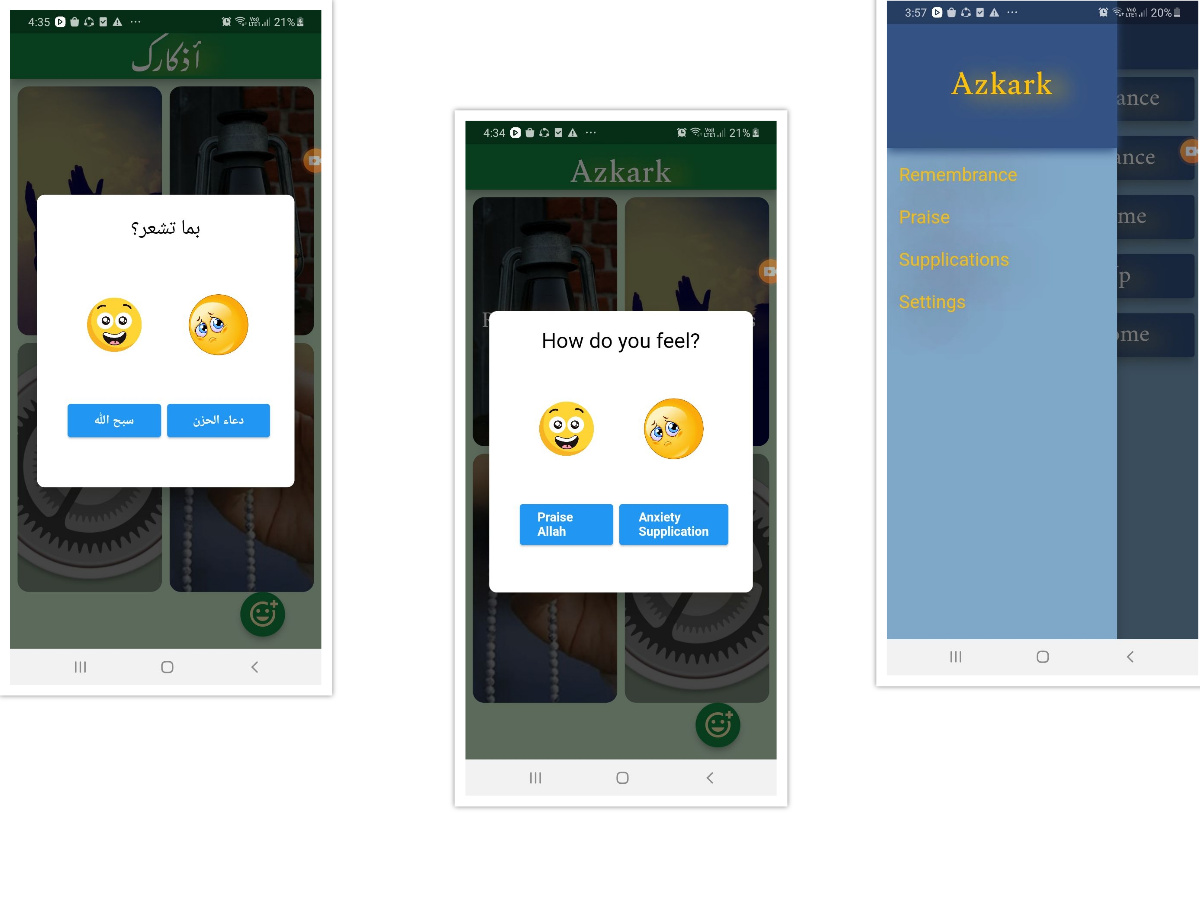 4:35
21%
أذكارك
بما تشعر؟
سبح الله
دعاء الحزن
4:34
21%
Azkark
How do you feel?
Praise
Allah
Anxiety
Supplication
3:57
20%
Azkark
Remembrance
Praise
Supplications
Settings
ance
ance
me
p
ome